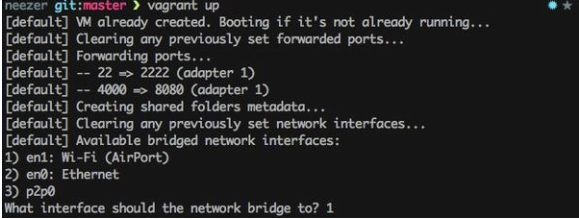 neezer git:master ❯ vagrant up
[default] VM already created. Booting if it's not already running...
[default] Clearing any previously set forwarded ports...
[default] Forwarding ports...
[default] -- 22 => 2222 (adapter 1)
[default] -- 4000 => 8080 (adapter 1)
[default] Creating shared folders metadata...
[default] Clearing any previously set network interfaces...
[default] Available bridged network interfaces:
1) en1: Wi-Fi (AirPort)
2) en0: Ethernet
3) p2p0
What interface should the network bridge to? 1